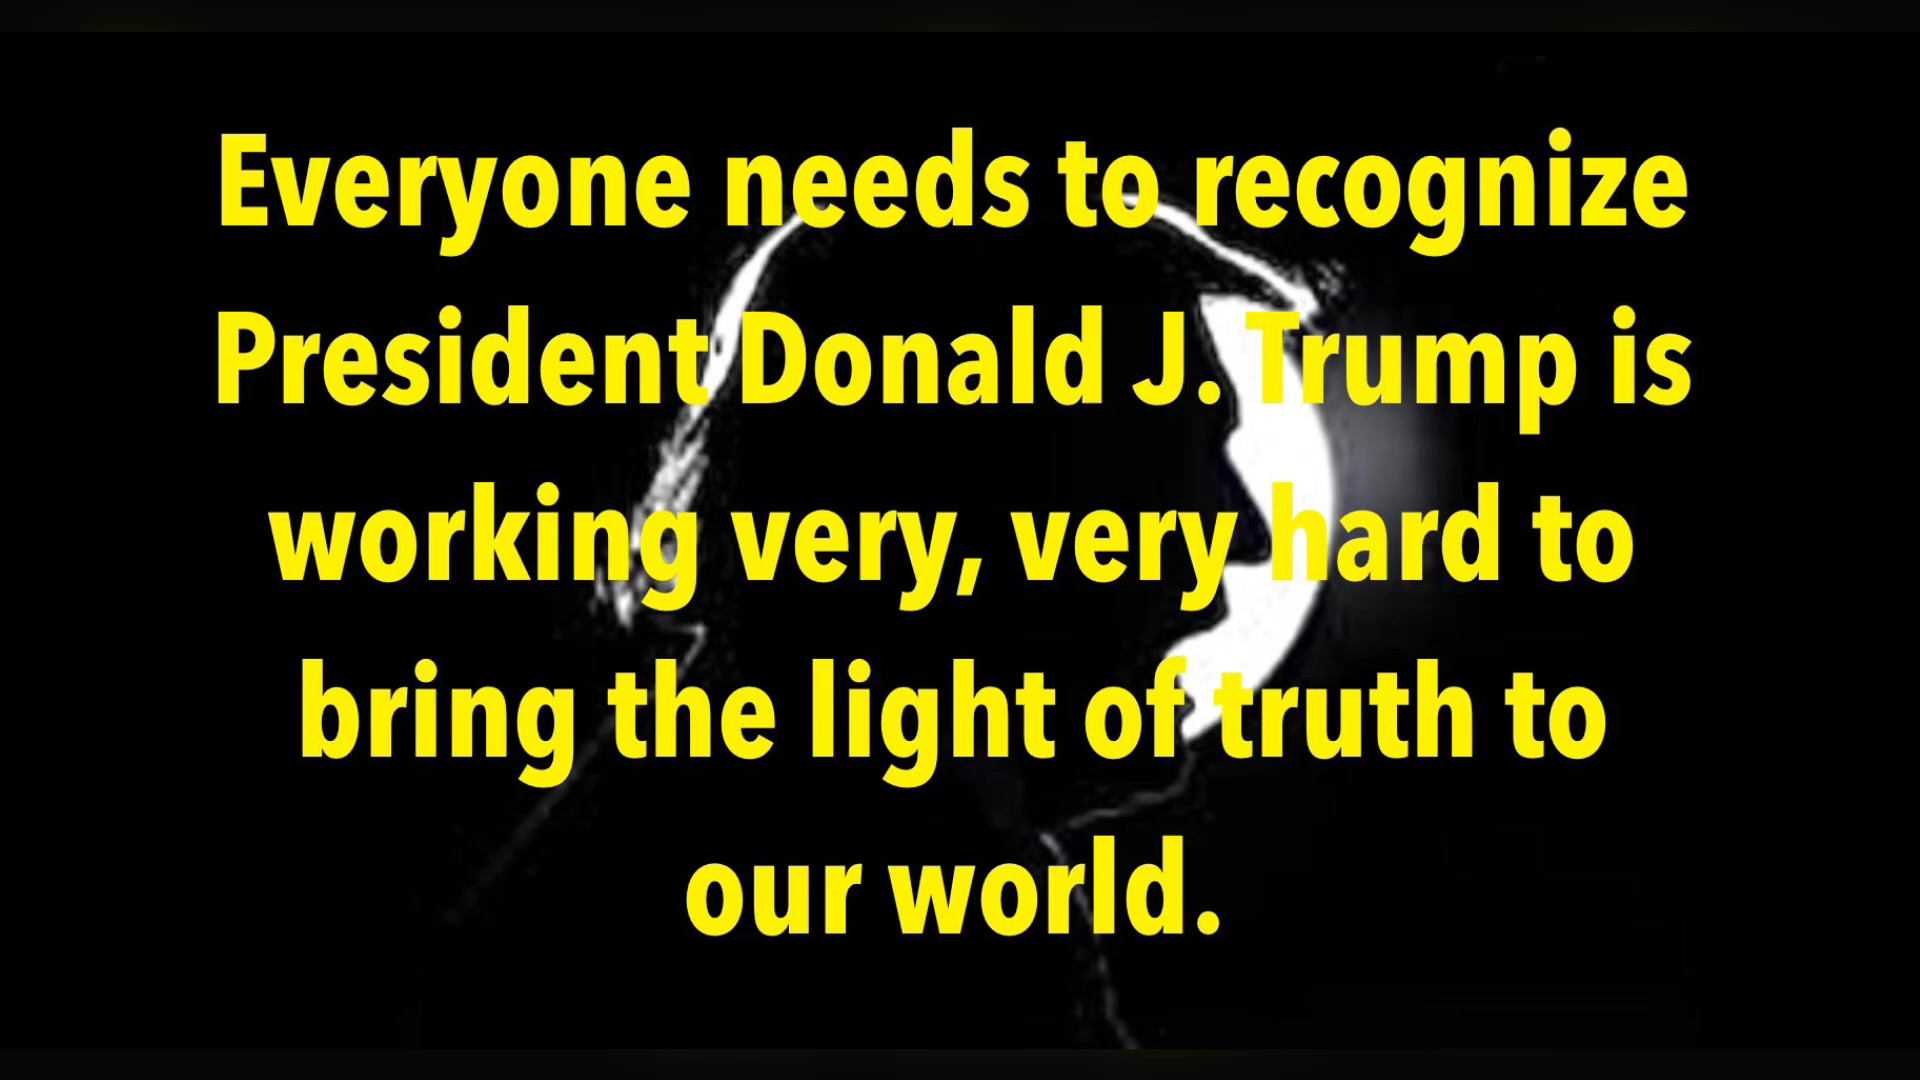 Everyone needs to recognize
President Donald J. Trump is
working very, very hard to
bring the light of truth to
our world.